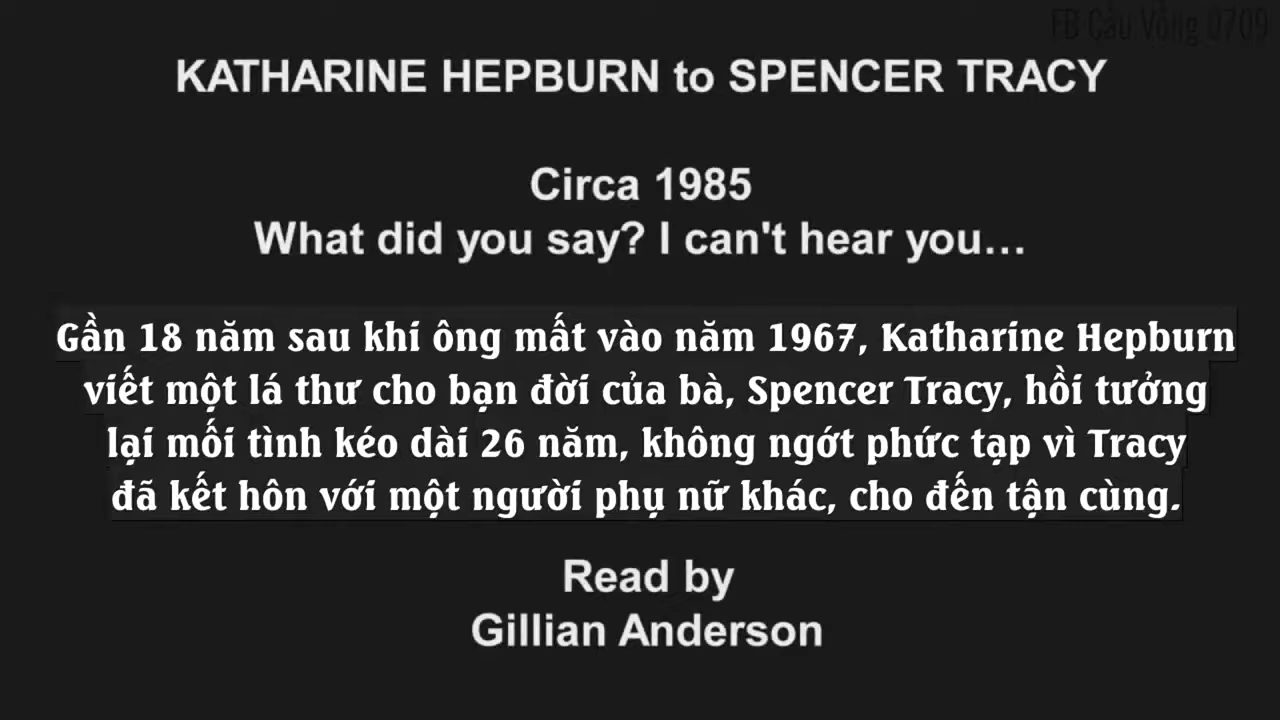 FB Cầu Vồng 0709
KATHARINE HEPBURN to SPENCER TRACY
Circa 1985
What did you say? I can't hear you…
Gần 18 năm sau khi ông mất vào năm 1967, Katharine Hepburn
viết một lá thư cho bạn đời của bà, Spencer Tracy, hồi tưởng
lại mối tình kéo dài 26 năm, không ngớt phức tạp vì Tracy
đã kết hôn với một người phụ nữ khác, cho đến tận cùng.
Read by
Gillian Anderson